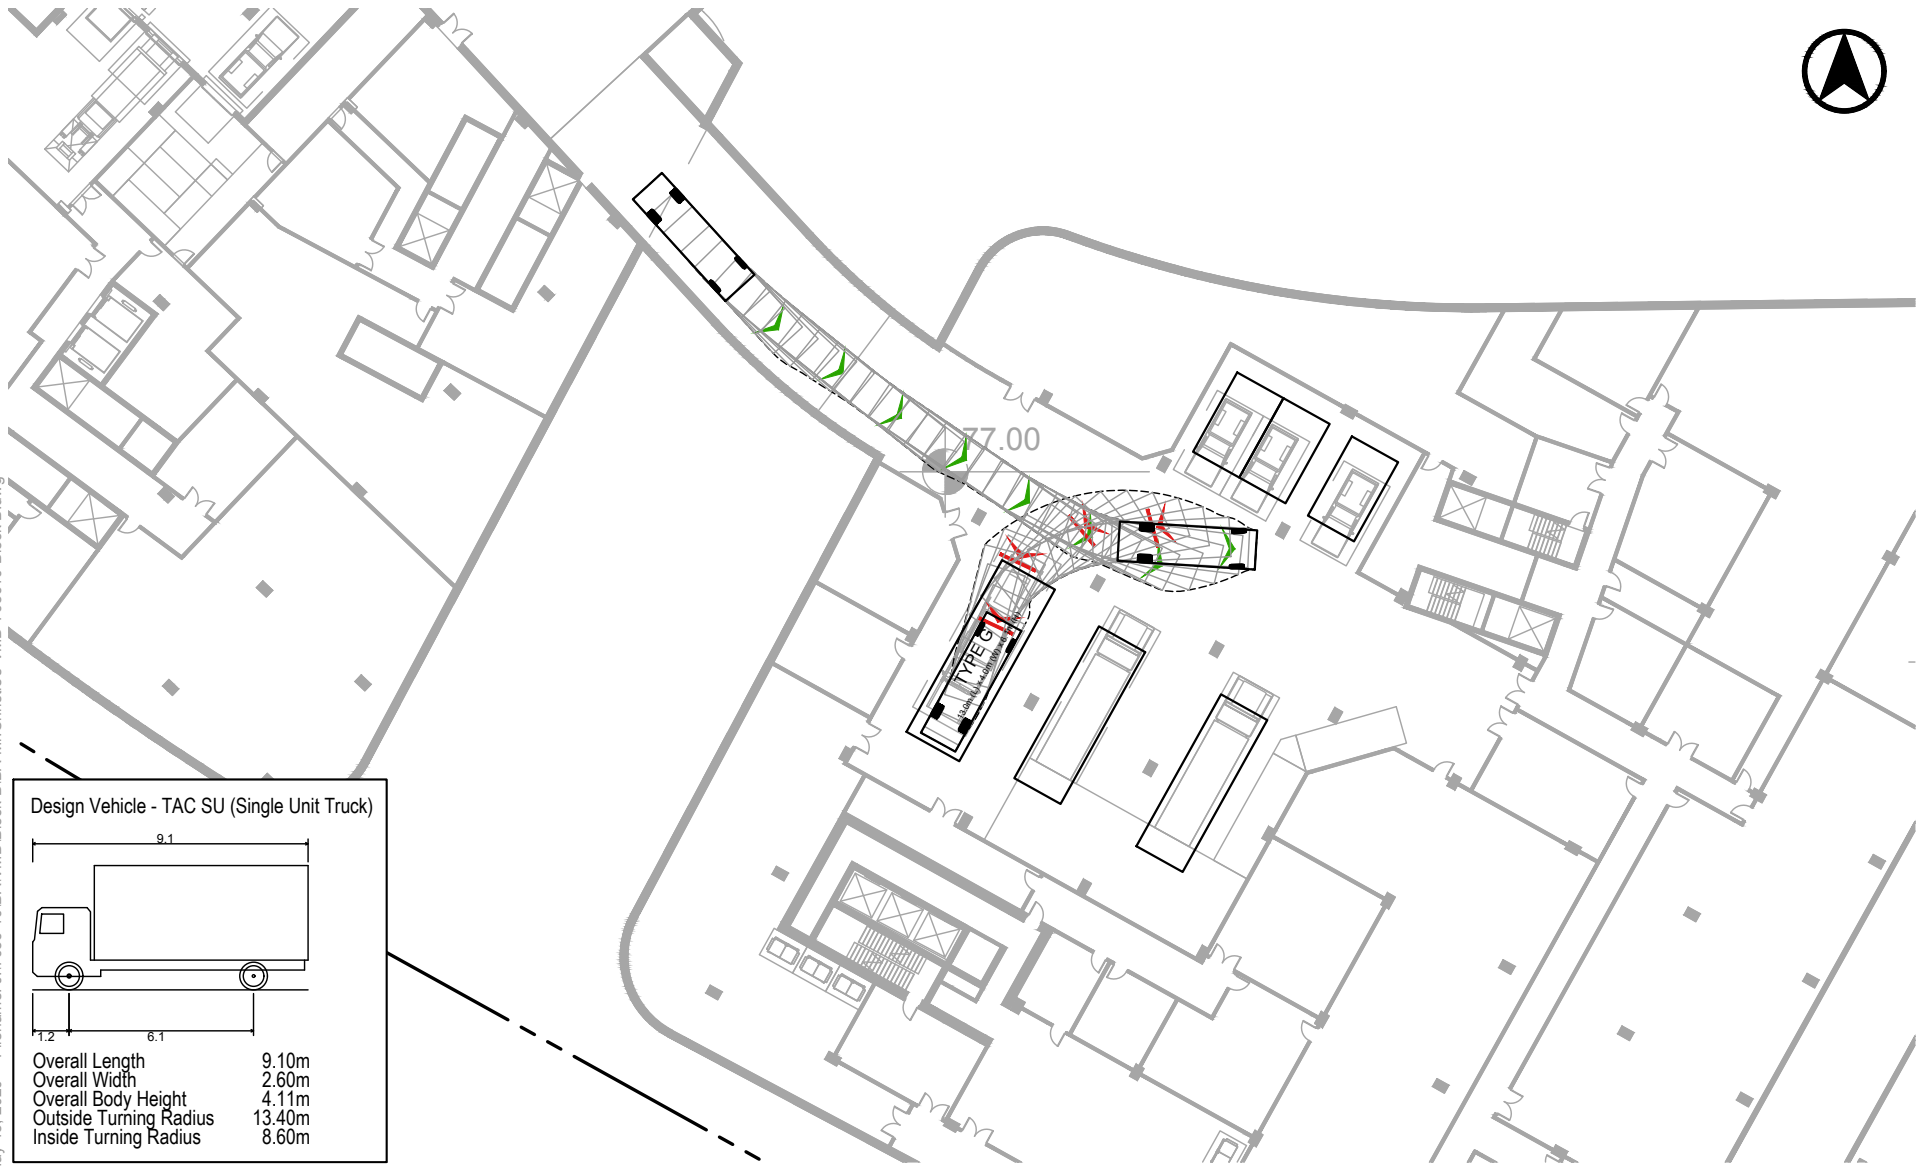 77.00
TYPE G
Design Vehicle - TAC SU (Single Unit Truck)
9.1
1.2
6.1
Overall Length 9.10m
Overall Width 2.60m
Overall Body Height 4.11m
Outside Turning Radius 13.40m
Inside Turning Radius 8.60m